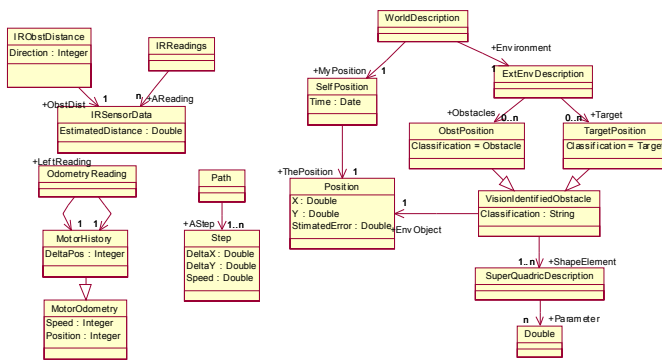 WorldDescription
IRObstDistance
Direction : Integer
IRReadings
+MyPosition
1
+Environment
1
SelfPosition
Time : Date
ExtEnvDescription
1
+ObstDist
n
+AReading
IRSensorData
EstimatedDistance : Double
+Obstacles
0..n
0..n
+Target
ObstPosition
Classification = Obstacle
TargetPosition
Classification = Target
+LeftReading
OdometryReading
Path
+ThePosition
1
1
1
+AStep
1..n
Position
X : Double
Y : Double
StimatedError : Double
1
+EnvObject
VisionIdentifiedObstacle
Classification : String
MotorHistory
DeltaPos : Integer
Step
DeltaX : Double
DeltaY : Double
Speed : Double
1..n
+ShapeElement
SuperQuadricDescription
MotorOdometry
Speed : Integer
Position : Integer
n
+Parameter
Double